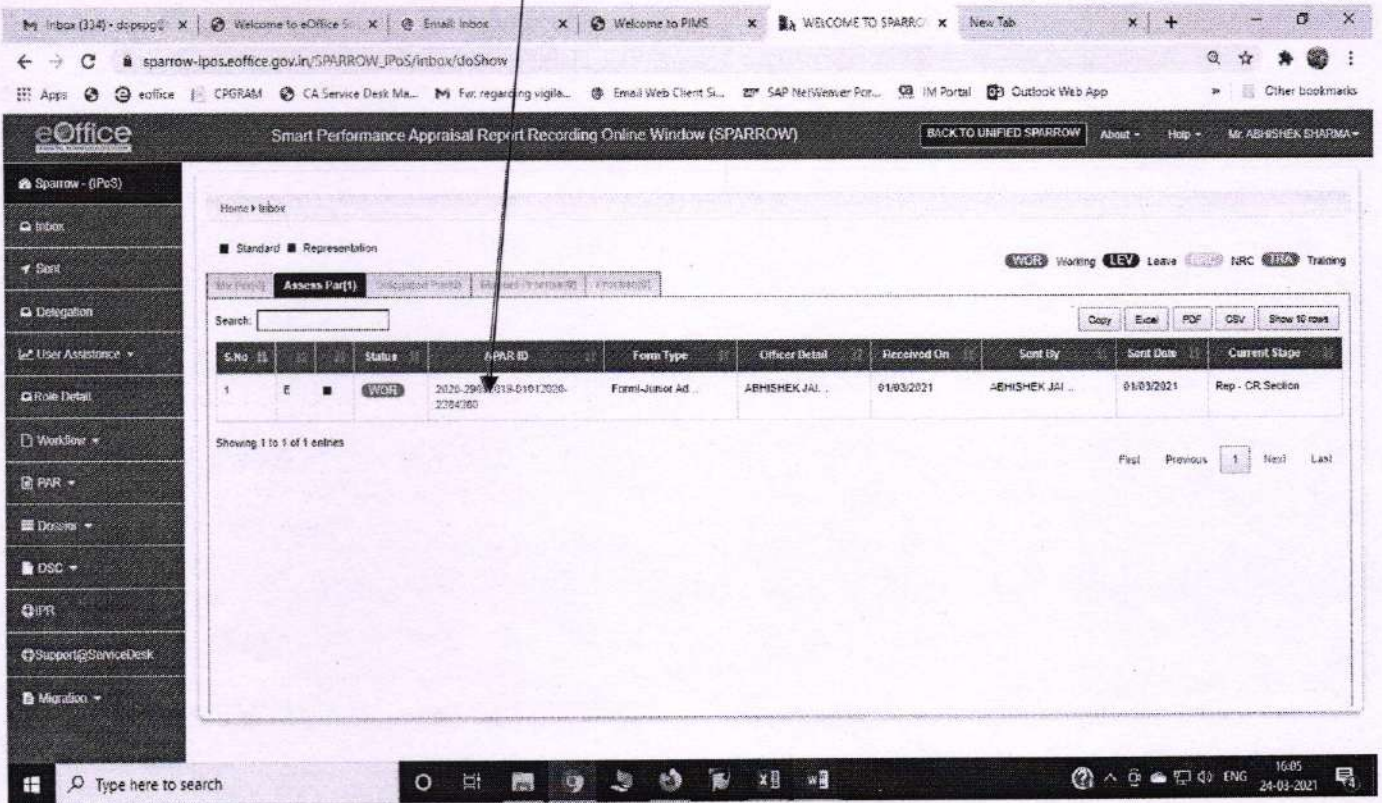 Inbox (334) - dopspg2
Welcome to eOffice S
Email: Inbox
Welcome to PIMS
WELCOME TO SPARRO
New Tab
sparrow-ipos.eoffice.gov.in/SPARROW_IPoS/inbox/doShow
Apps
eoffice
CPGRAM
CA Service Desk Ma...
Fw: regarding vigila...
Email Web Client Si...
SAP NetWeaver Por...
IM Portal
Outlook Web App
Other bookmarks
eOffice
Smart Performance Appraisal Report Recording Online Window (SPARROW)
BACK TO UNIFIED SPARROW
About
Help
Mr. ABHISHEK SHARMA
Sparrow - (IPoS)
Inbox
Sent
Delegation
User Assistance
Role Detail
Workflow
PAR
Dossier
DSC
IPR
Support@ServiceDesk
Migration
Home Inbox
Standard Representation
WOR Working LEV Leave NRC TRA Training
Assess Par(1)
Search:
Copy Excel PDF CSV Show 10 rows
S.No Status APAR ID Form Type Officer Detail Received On Sent By Sent Date Current Stage
1 E WOR Formi-Junior Ad ... ABHISHEK JAI... 01/03/2021 ABHISHEK JAI ... 01/03/2021 Rep - CR Section
2284280
Showing 1 to 1 of 1 entries
First Previous 1 Next Last
Type here to search
ENG
16:05
24-03-2021